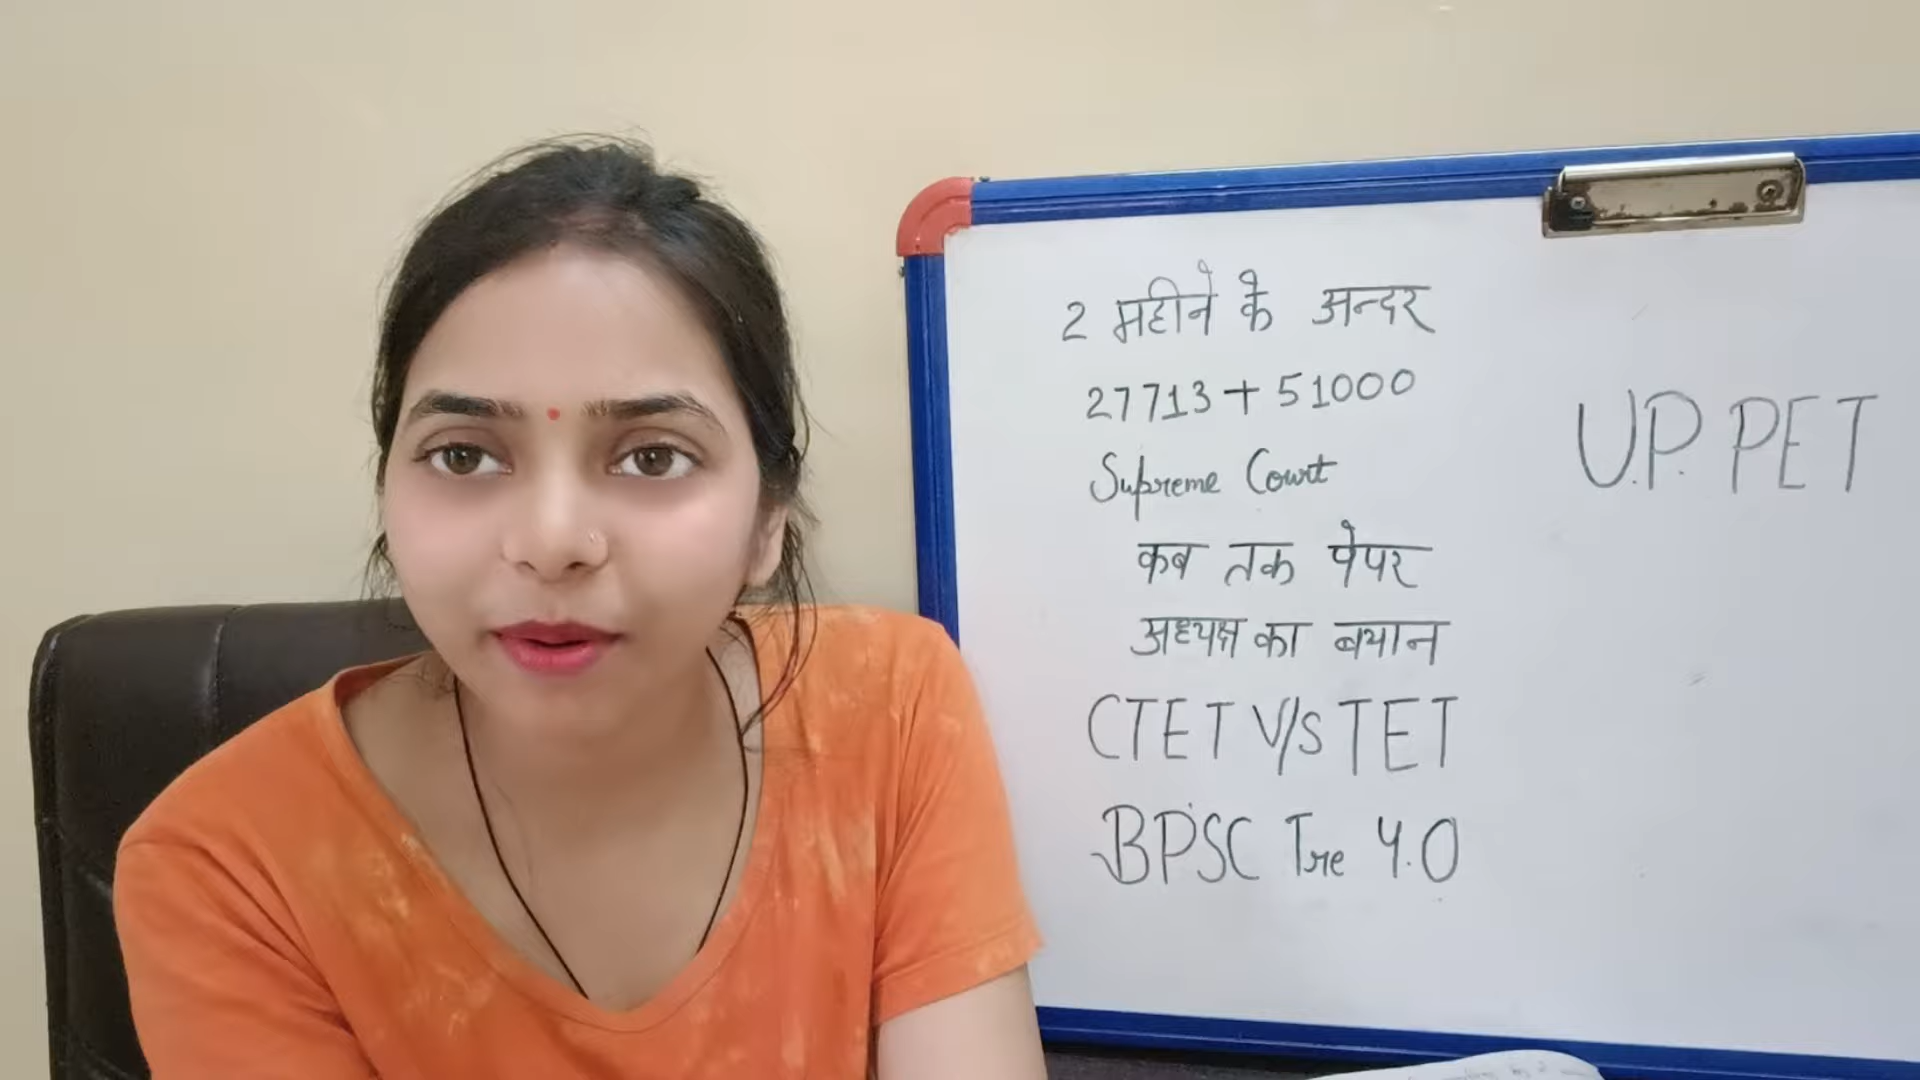 2 महीने के अन्दर
27713 + 51000
Supreme Court
कब तक पेपर
अध्यक्ष का बयान
CTET V/S TET
BPSC Tre 4.0
U.P. PET